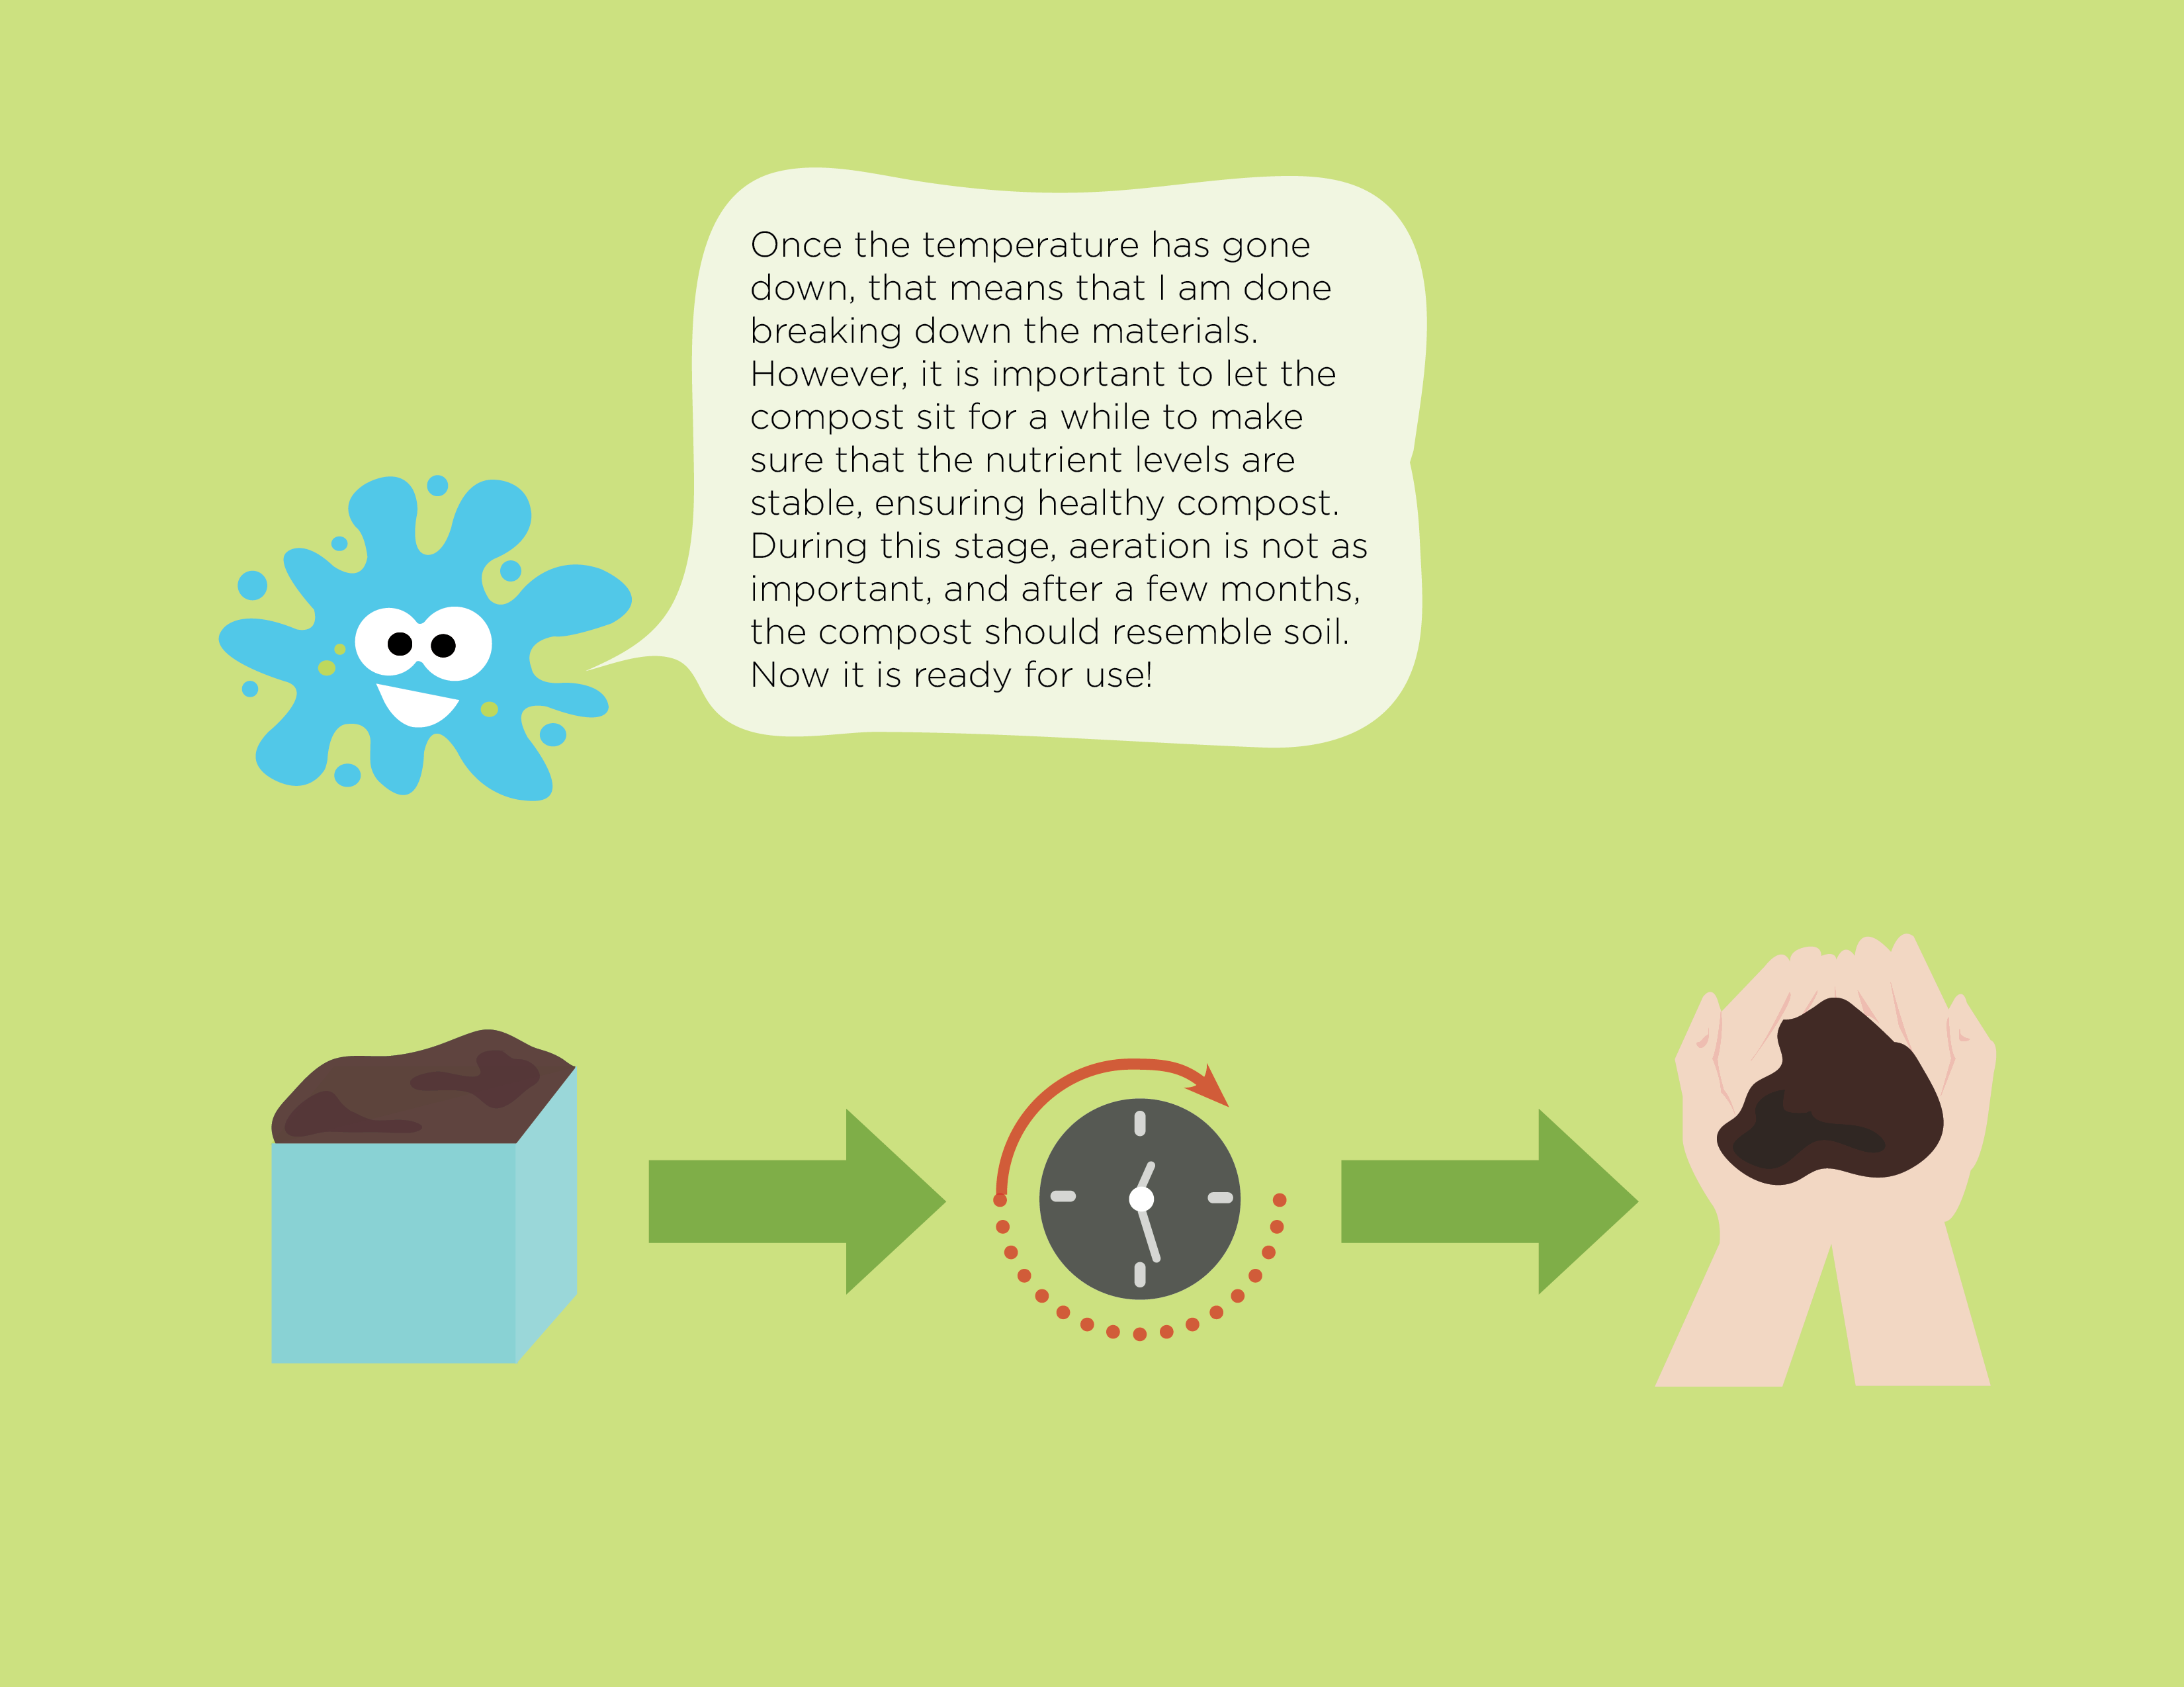 Once the temperature has gone
down, that means that I am done
breaking down the materials.
However, it is important to let the
compost sit for a while to make
sure that the nutrient levels are
stable, ensuring healthy compost.
During this stage, aeration is not as
important, and after a few months,
the compost should resemble soil.
Now it is ready for use!